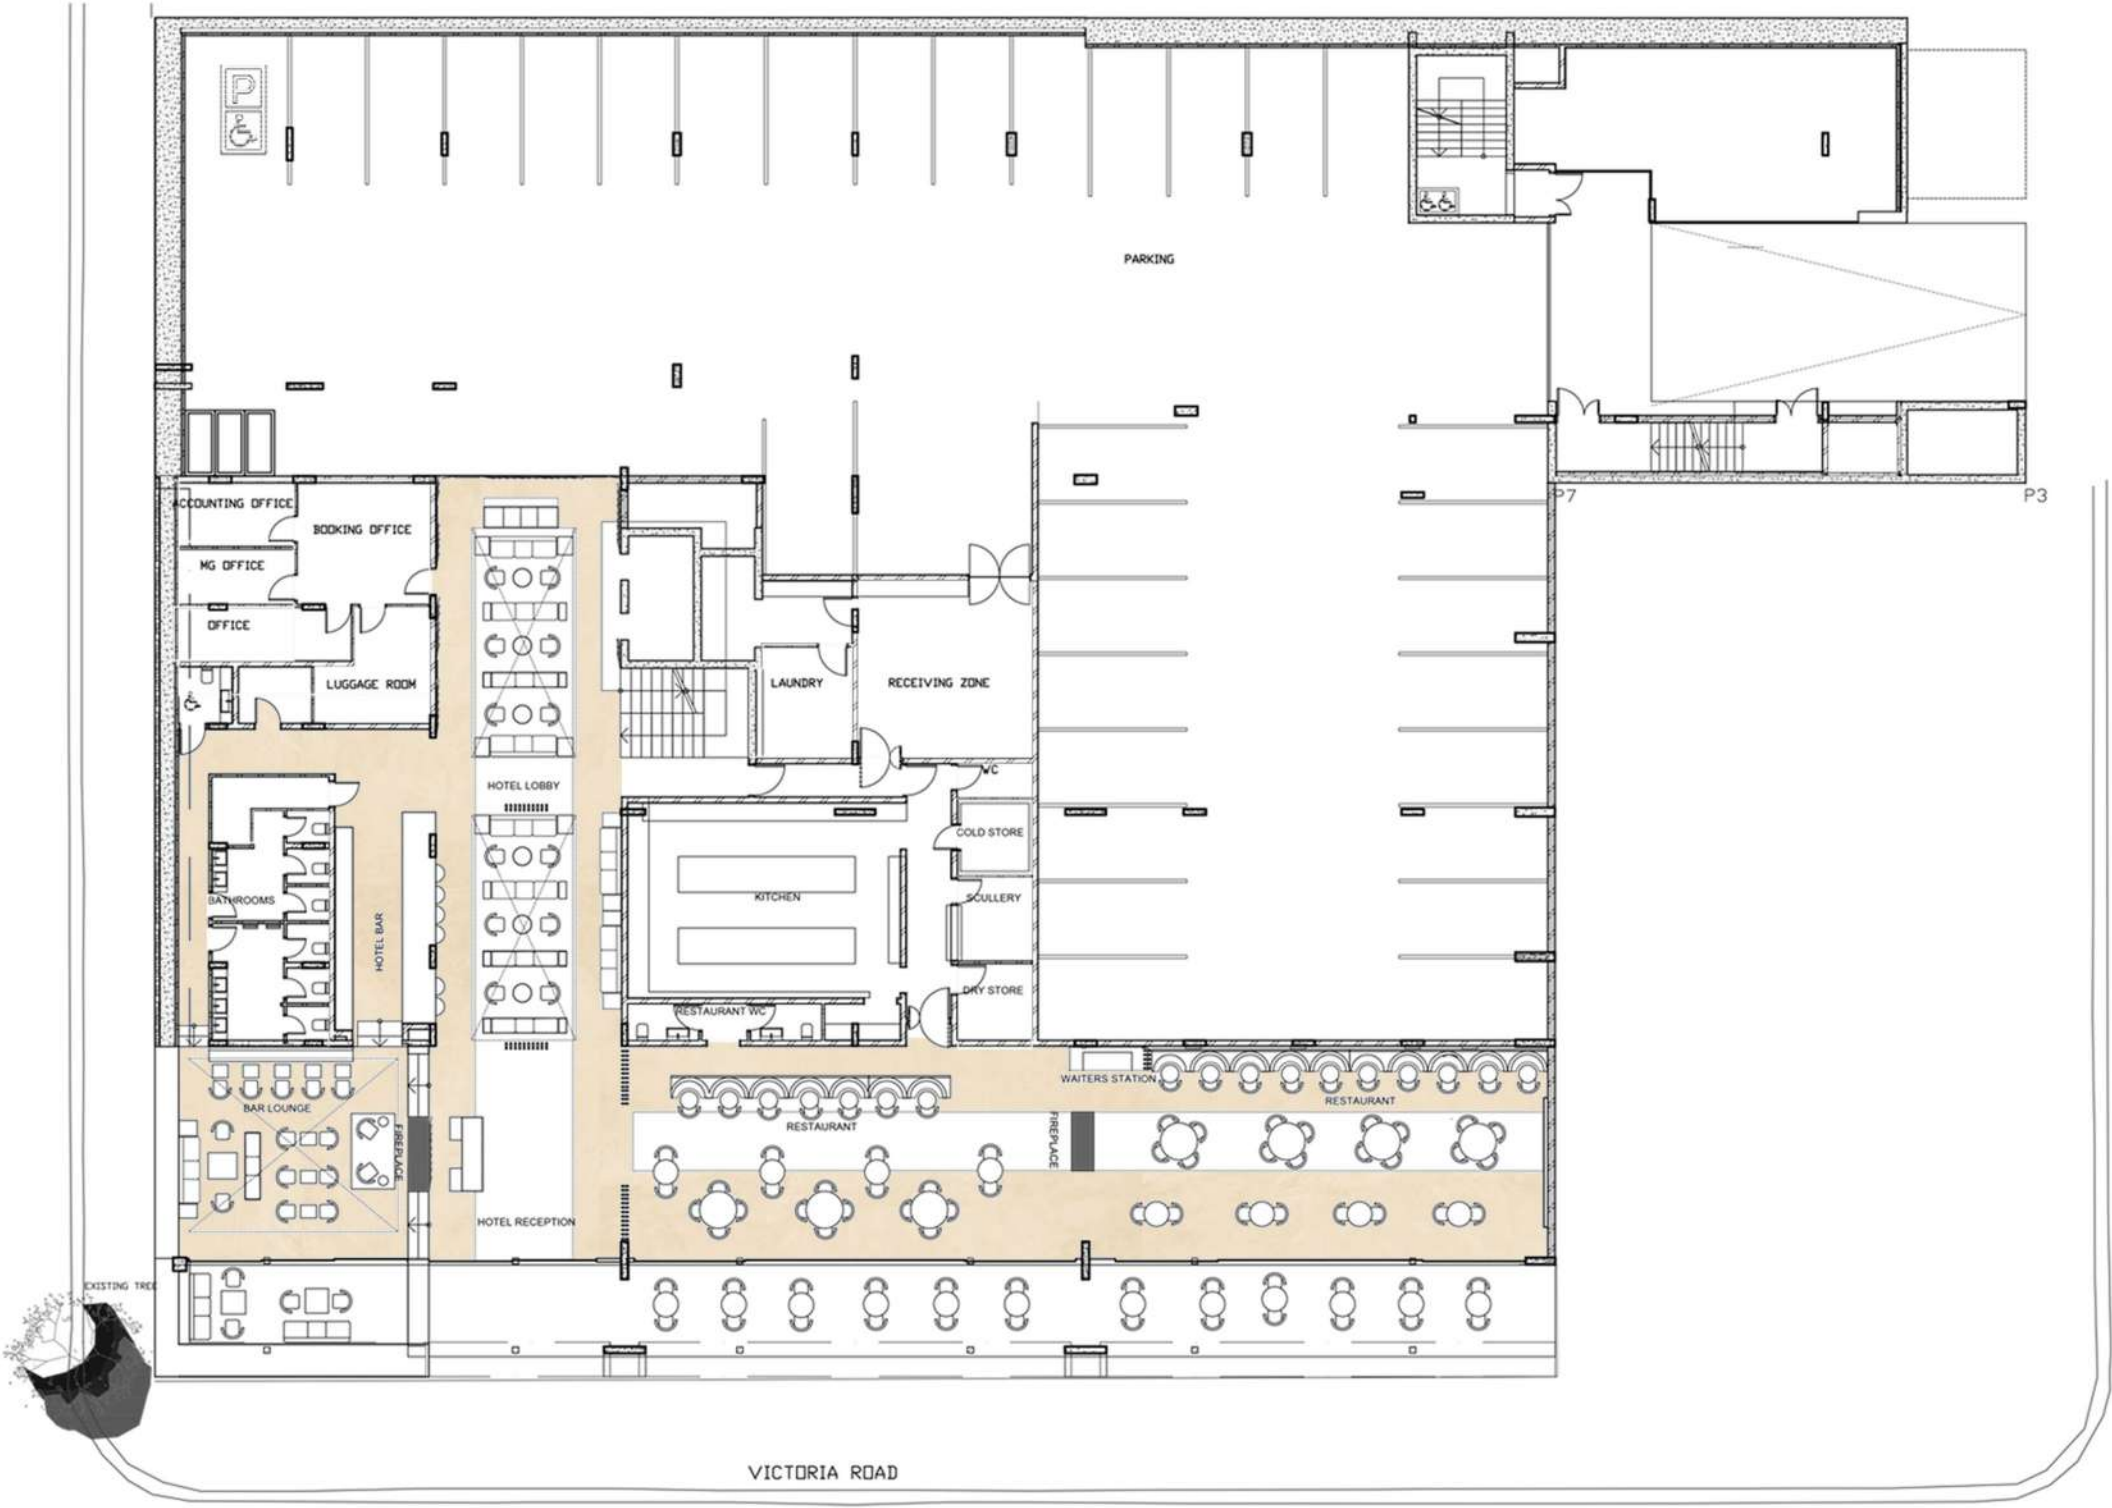 P
PARKING
P7
P3
ACCOUNTING OFFICE
BOOKING OFFICE
MG OFFICE
OFFICE
LUGGAGE ROOM
LAUNDRY
RECEIVING ZONE
HOTEL LOBBY
WC
COLD STORE
KITCHEN
SCULLERY
BATHROOMS
HOTEL BAR
DRY STORE
RESTAURANT WC
WAITERS STATION
BAR LOUNGE
RESTAURANT
RESTAURANT
FIREPLACE
FIREPLACE
HOTEL RECEPTION
EXISTING TREE
VICTORIA ROAD